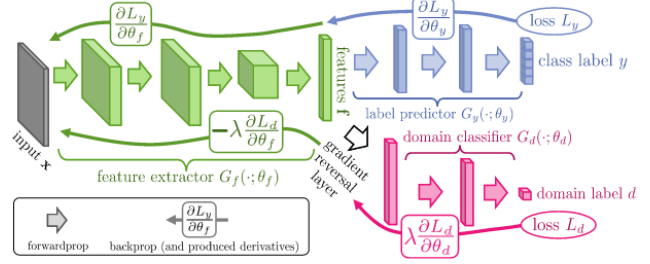 ∂L_y/∂θ_f
∂L_y/∂θ_y
loss L_y
features f
class label y
label predictor G_y(·; θ_y)
input x
−λ ∂L_d/∂θ_f
feature extractor G_f(·; θ_f)
gradient
reversal
layer
domain classifier G_d(·; θ_d)
domain label d
λ ∂L_d/∂θ_d
loss L_d
forwardprop
∂L_y/∂θ_f
backprop (and produced derivatives)